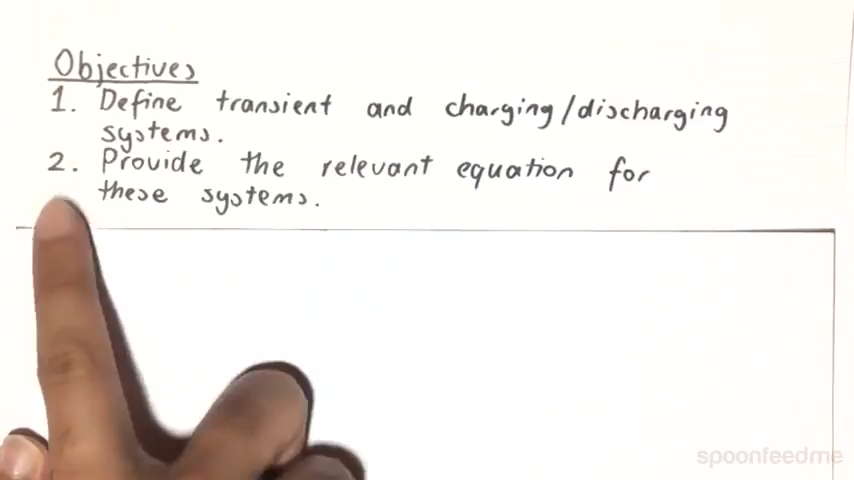 Objectives
1. Define transient and charging/discharging
systems.
2. Provide the relevant equation for
these systems.
spoonfeedme